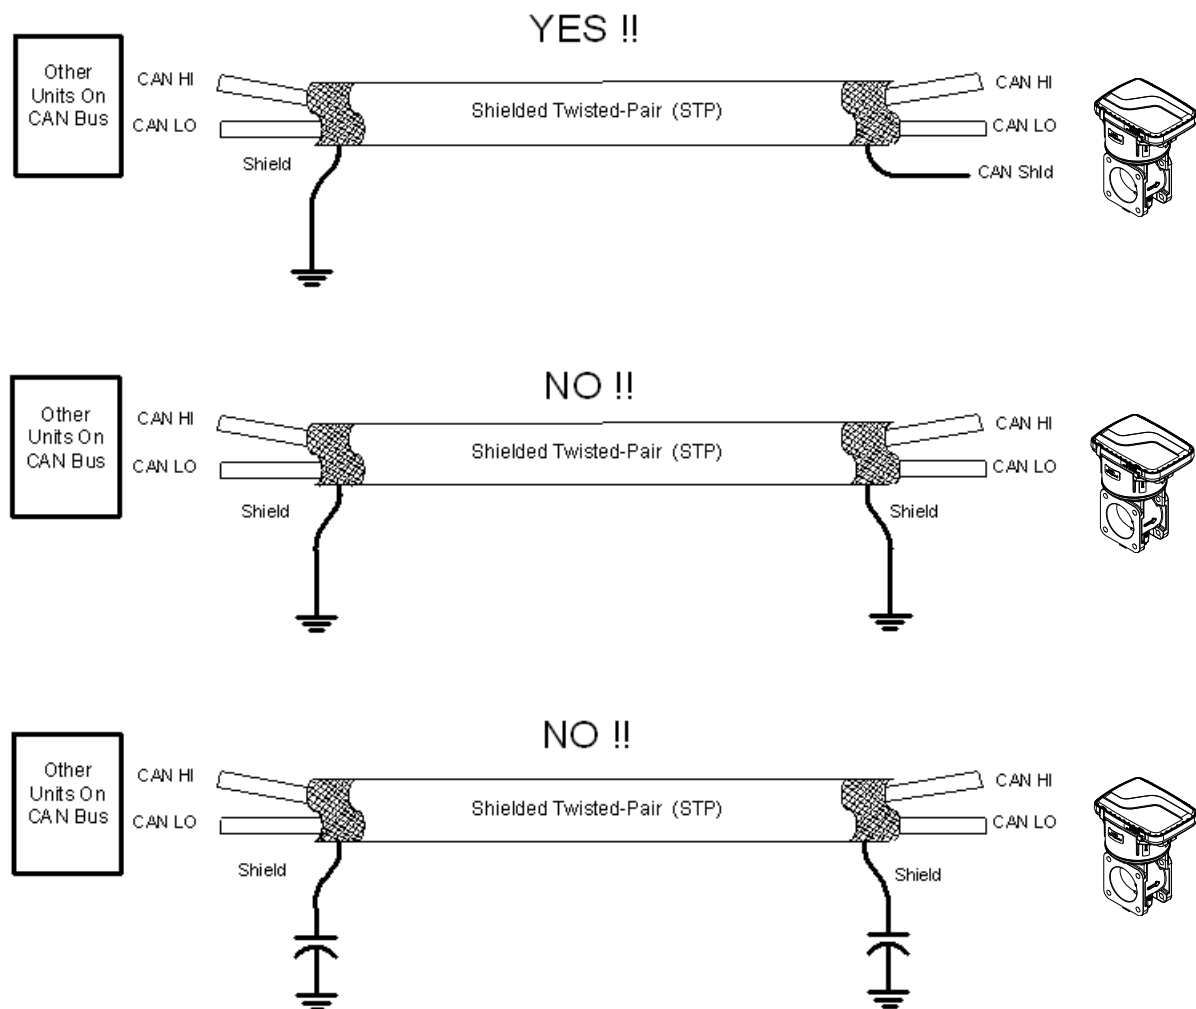 YES !!
Other
Units On
CAN Bus
CAN HI
CAN LO
Shield
Shielded Twisted-Pair (STP)
CAN HI
CAN LO
CAN Shld
NO !!
Other
Units On
CAN Bus
CAN HI
CAN LO
Shield
Shielded Twisted-Pair (STP)
CAN HI
CAN LO
Shield
NO !!
Other
Units On
CAN Bus
CAN HI
CAN LO
Shield
Shielded Twisted-Pair (STP)
CAN HI
CAN LO
Shield